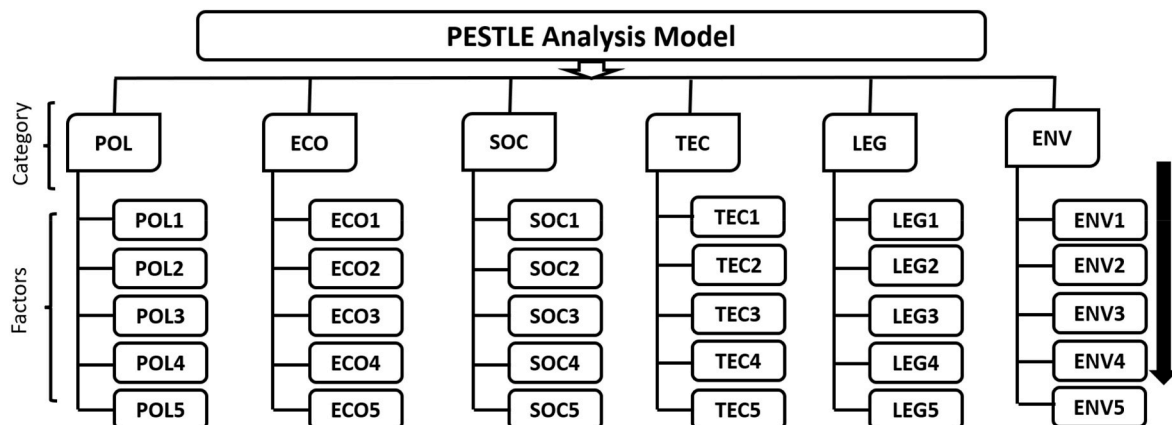 PESTLE Analysis Model
Category
POL ECO SOC TEC LEG ENV
Factors
POL1 ECO1 SOC1 TEC1 LEG1 ENV1
POL2 ECO2 SOC2 TEC2 LEG2 ENV2
POL3 ECO3 SOC3 TEC3 LEG3 ENV3
POL4 ECO4 SOC4 TEC4 LEG4 ENV4
POL5 ECO5 SOC5 TEC5 LEG5 ENV5